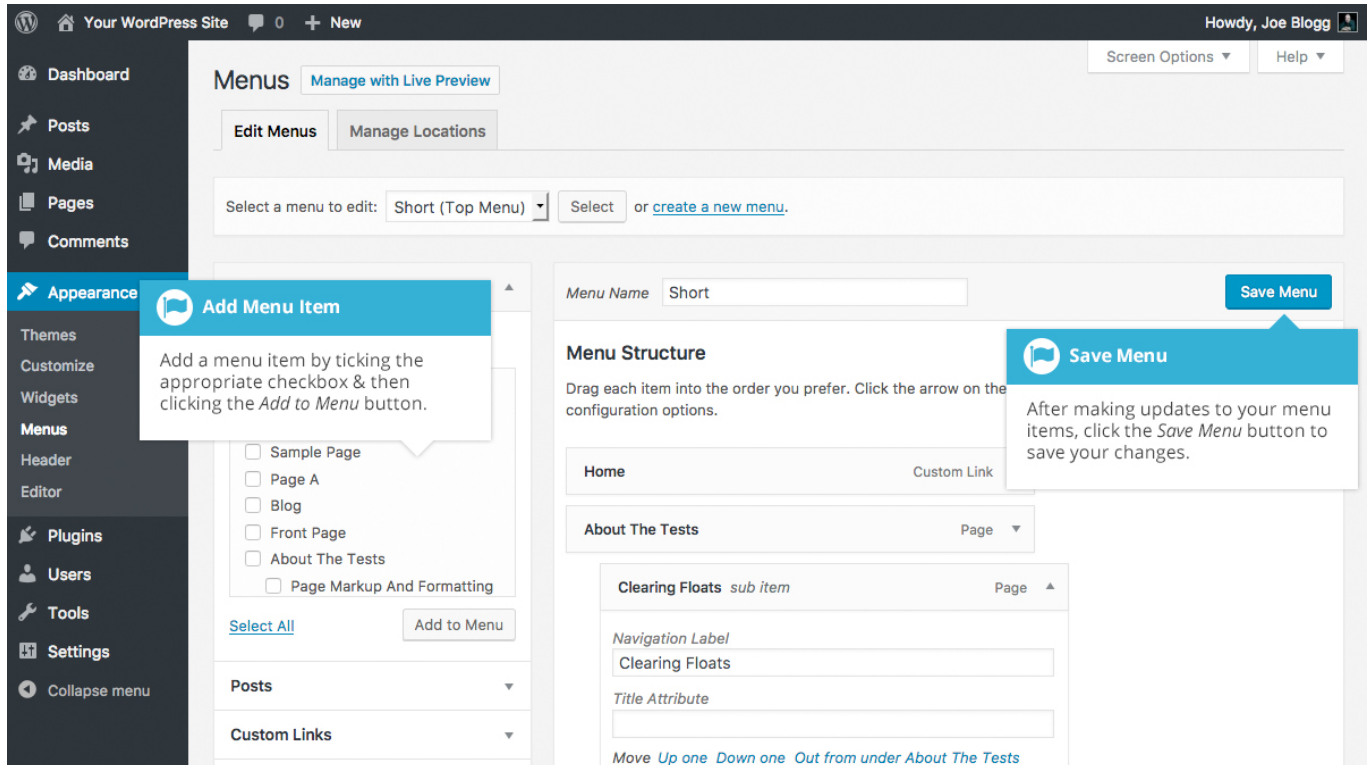 Your WordPress Site 0 + New
Howdy, Joe Blogg
Screen Options ▼
Help ▼
Dashboard
Posts
Media
Pages
Comments
Appearance
Themes
Customize
Widgets
Menus
Header
Editor
Plugins
Users
Tools
Settings
Collapse menu
Menus
Manage with Live Preview
Edit Menus
Manage Locations
Select a menu to edit: Short (Top Menu) Select or create a new menu.
Add Menu Item
Add a menu item by ticking the
appropriate checkbox & then
clicking the Add to Menu button.
Sample Page
Page A
Blog
Front Page
About The Tests
Page Markup And Formatting
Select All
Add to Menu
Posts
Custom Links
Menu Name Short
Save Menu
Menu Structure
Drag each item into the order you prefer. Click the arrow on the
configuration options.
Save Menu
After making updates to your menu
items, click the Save Menu button to
save your changes.
Home Custom Link
About The Tests Page
Clearing Floats sub item Page
Navigation Label
Clearing Floats
Title Attribute
Move Up one Down one Out from under About The Tests